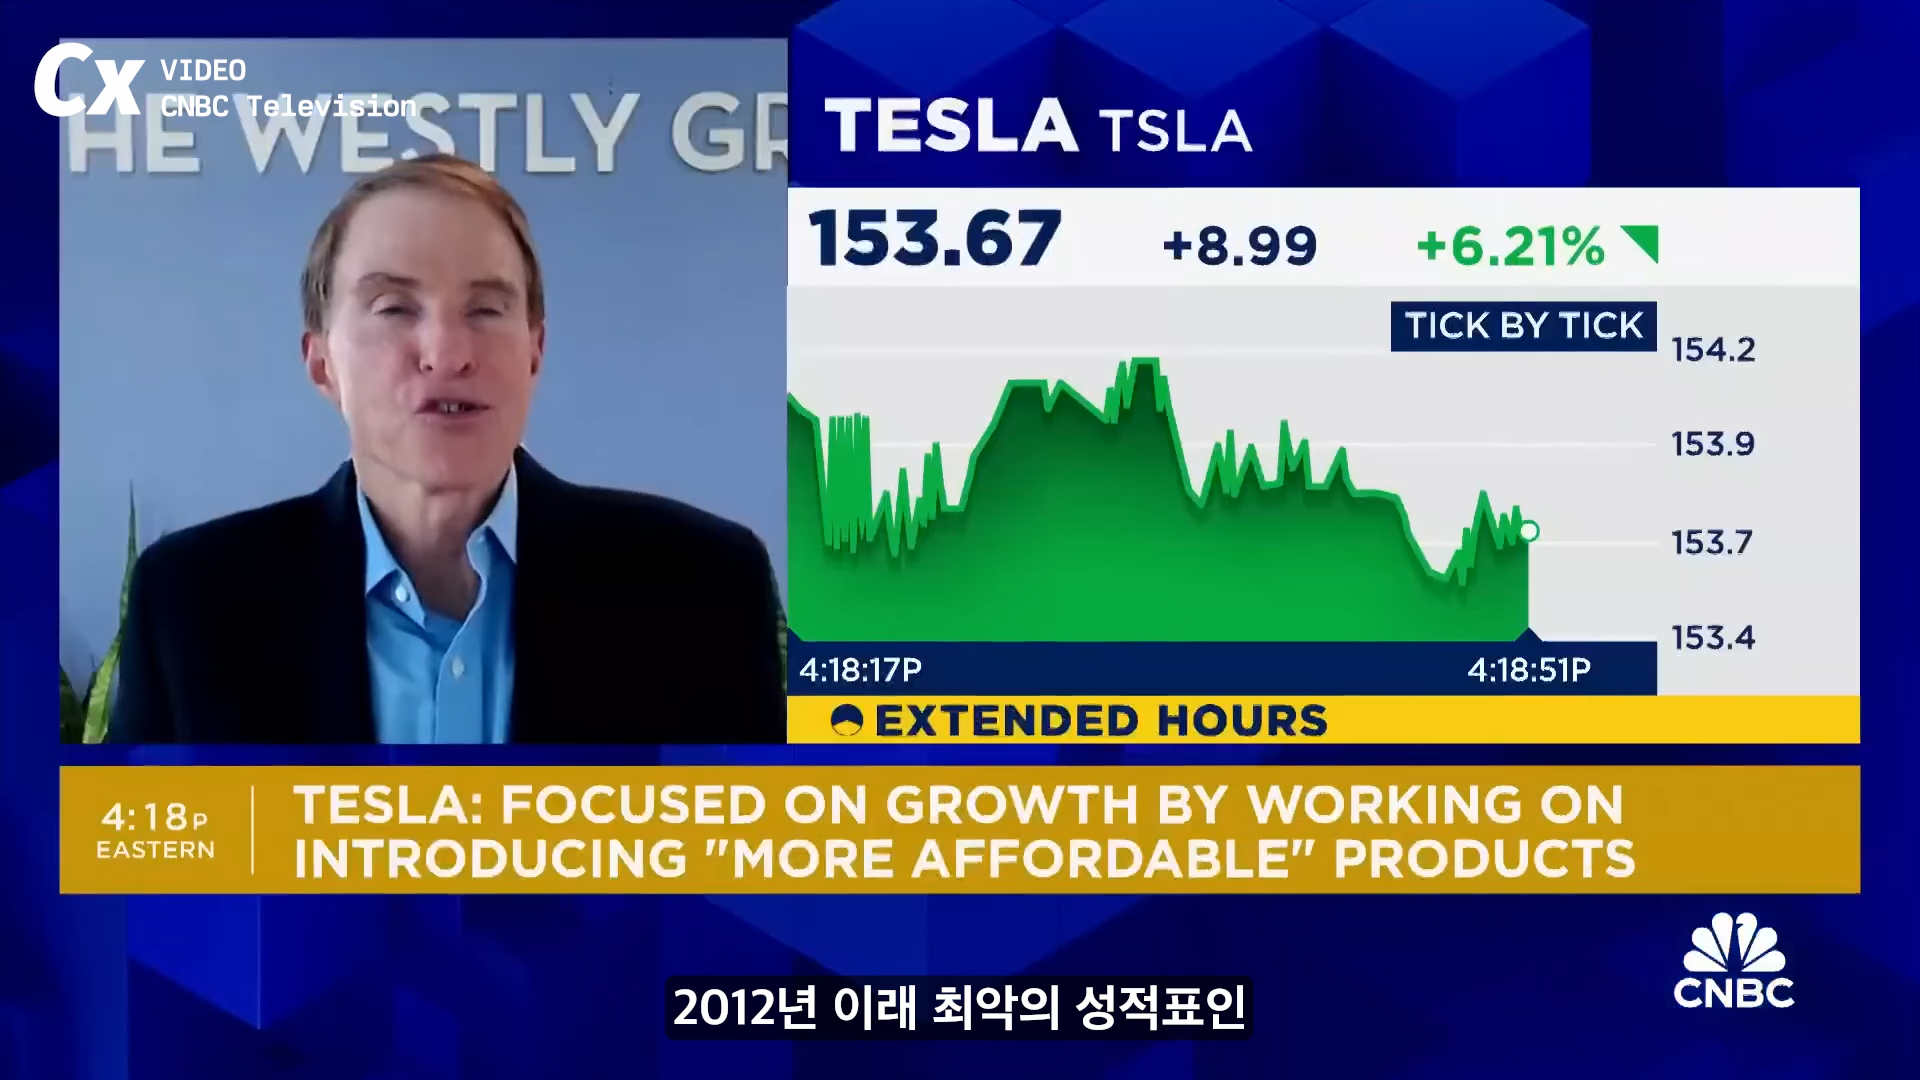 Cx VIDEO
CNBC Television
HE WESTLY GR
TESLA TSLA
153.67 +8.99 +6.21%
TICK BY TICK
154.2
153.9
153.7
153.4
4:18:17P 4:18:51P
EXTENDED HOURS
4:18P
EASTERN
TESLA: FOCUSED ON GROWTH BY WORKING ON
INTRODUCING "MORE AFFORDABLE" PRODUCTS
CNBC
2012년 이래 최악의 성적표인